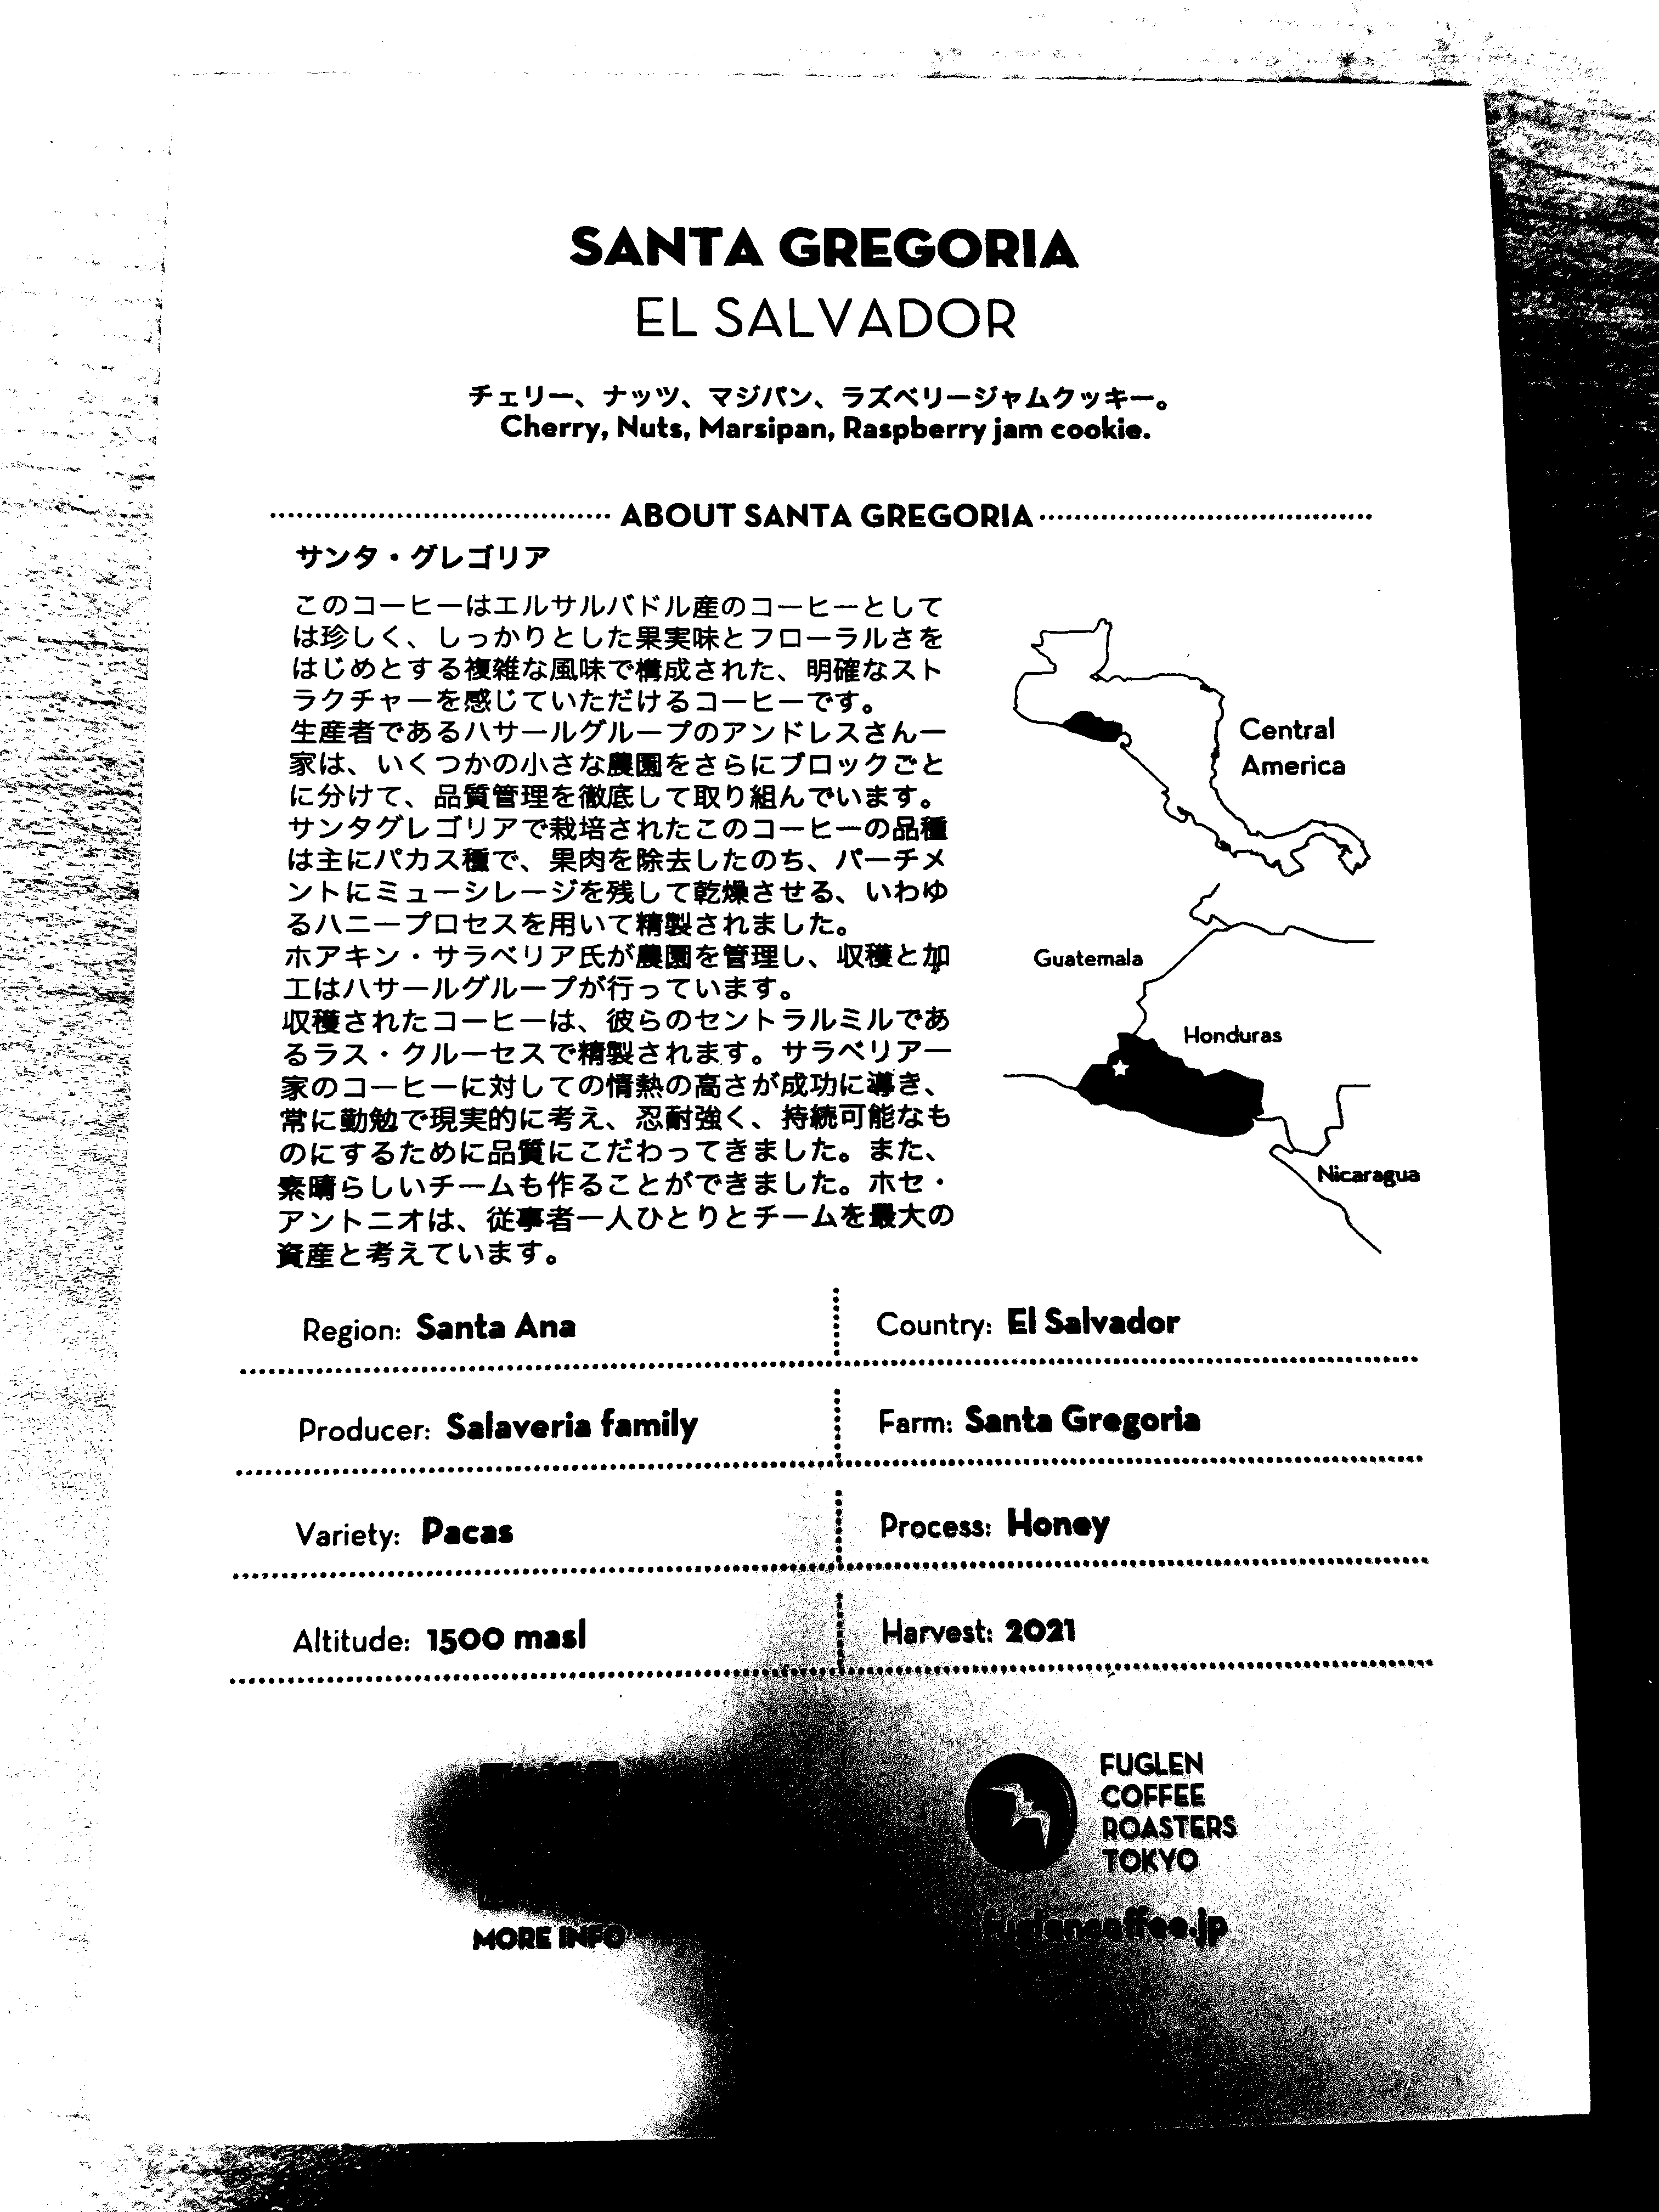 SANTA GREGORIA
EL SALVADOR
チェリー、ナッツ、マジパン、ラズベリージャムクッキー。
Cherry, Nuts, Marsipan, Raspberry jam cookie.
ABOUT SANTA GREGORIA
サンタ・グレゴリア
このコーヒーはエルサルバドル産のコーヒーとして
は珍しく、しっかりとした果実味とフローラルさを
はじめとする複雑な風味で構成された、明確なスト
ラクチャーを感じていただけるコーヒーです。
生産者であるハサールグループのアンドレスさん一
家は、いくつかの小さな農園をさらにブロックごと
に分けて、品質管理を徹底して取り組んでいます。
サンタグレゴリアで栽培されたこのコーヒーの品種
は主にパカス種で、果肉を除去したのち、パーチメ
ントにミューシレージを残して乾燥させる、いわゆ
るハニープロセスを用いて精製されました。
ホアキン・サラベリア氏が農園を管理し、収穫と加
工はハサールグループが行っています。
収穫されたコーヒーは、彼らのセントラルミルであ
るラス・クルーセスで精製されます。サラベリア一
家のコーヒーに対しての情熱の高さが成功に導き、
常に勤勉で現実的に考え、忍耐強く、持続可能なも
のにするために品質にこだわってきました。また、
素晴らしいチームも作ることができました。ホセ・
アントニオは、従事者一人ひとりとチームを最大の
資産と考えています。
Central
America
Guatemala
Honduras
Nicaragua
Region: Santa Ana
Country: El Salvador
Producer: Salaveria family
Farm: Santa Gregoria
Variety: Pacas
Process: Honey
Altitude: 1500 masl
Harvest: 2021
MORE INFO
FUGLEN
COFFEE
ROASTERS
TOKYO
fuglencoffee.jp